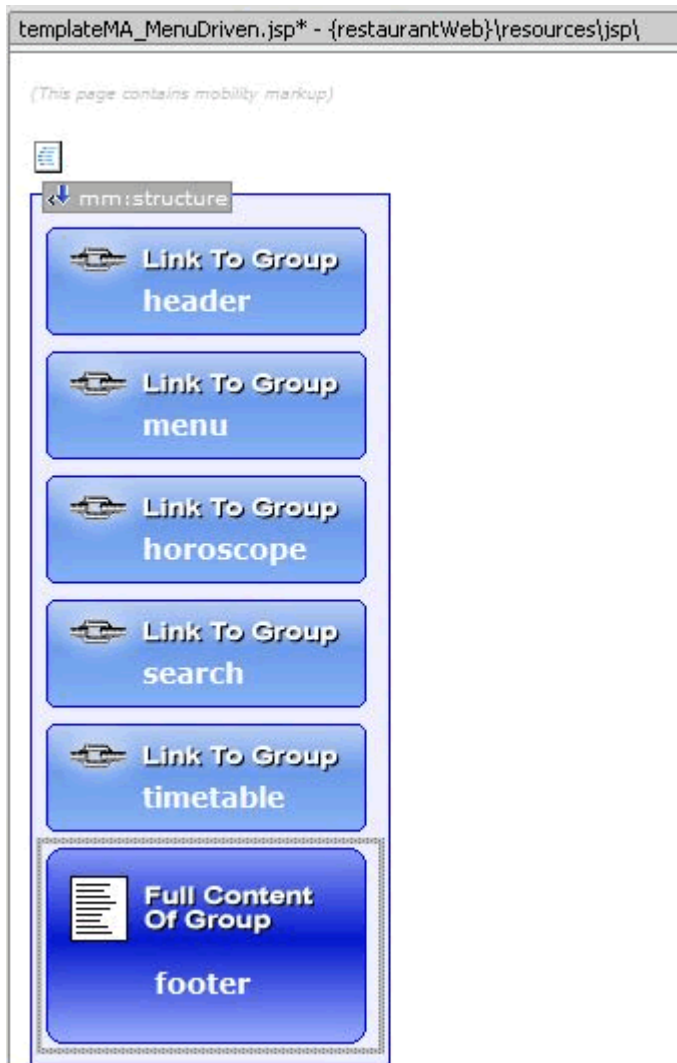 templateMA_MenuDriven.jsp* - {restaurantWeb}\resources\jsp\
(This page contains mobility markup)
mm:structure
Link To Group
header
Link To Group
menu
Link To Group
horoscope
Link To Group
search
Link To Group
timetable
Full Content
Of Group
footer